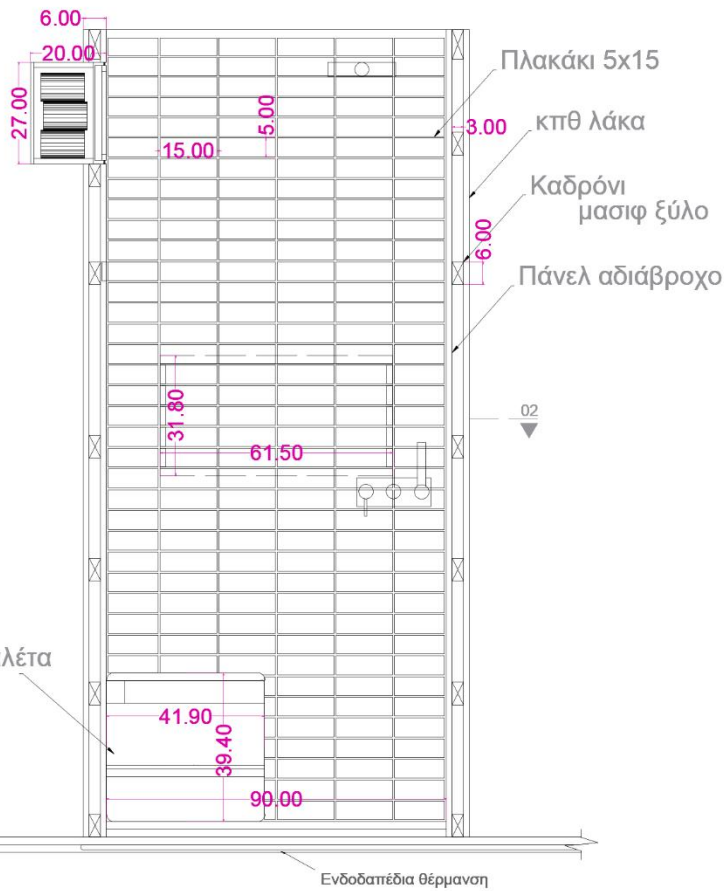 6.00
20.00
27.00
Πλακάκι 5x15
5.00
3.00
15.00
κπθ λάκα
Καδρόνι
μασιφ ξύλο
6.00
Πάνελ αδιάβροχο
31.80
02
61.50
λέτα
41.90
39.40
90.00
Ενδοδαπέδια θέρμανση